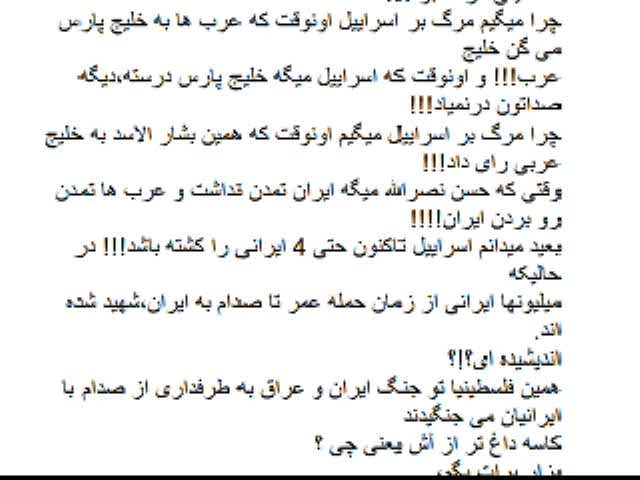 چرا میگیم مرگ بر اسراییل اونوقت که عرب ها به خلیج پارس
می گن خلیج
عرب!!! و اونوقت که اسراییل میگه خلیج پارس درسته،دیگه
صداتون درنمیاد!!!
چرا مرگ بر اسراییل میگیم اونوقت که همین بشار الاسد به خلیج
عربی رای داد!!!
وقتی که حسن نصرالله میگه ایران تمدن نداشت و عرب ها تمدن
رو بردن ایران!!!!
بعید میدانم اسراییل تاکنون حتی 4 ایرانی را کشته باشد!!! در
حالیکه
میلیونها ایرانی از زمان حمله عمر تا صدام به ایران،شهید شده
اند.
اندیشیده ای؟!؟
همین فلسطینیا تو جنگ ایران و عراق به طرفداری از صدام با
ایرانیان می جنگیدند
کاسه داغ تر از آش یعنی چی ؟
بزار برات بگم،